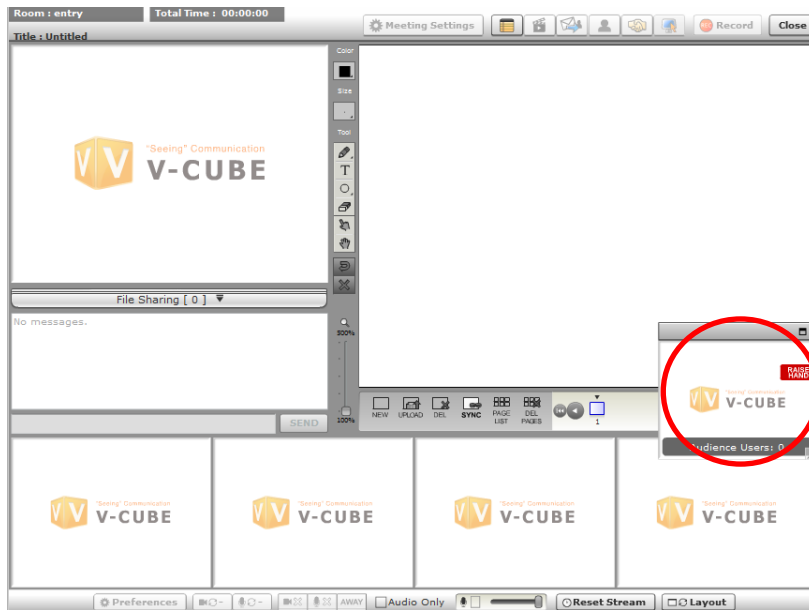 Room : entry
Total Time : 00:00:00
Title : Untitled
Meeting Settings
Record
Close
Color
Size
Tool
"Seeing" Communication
V-CUBE
File Sharing [ 0 ]
No messages.
500%
100%
SEND
NEW
UPLOAD
DEL
SYNC
PAGE
LIST
DEL
PAGES
1
RAISE
HAND
V-CUBE
Audience Users: 0
"Seeing" Communication
V-CUBE
"Seeing" Communication
V-CUBE
"Seeing" Communication
V-CUBE
"Seeing" Communication
V-CUBE
Preferences
AWAY
Audio Only
Reset Stream
Layout